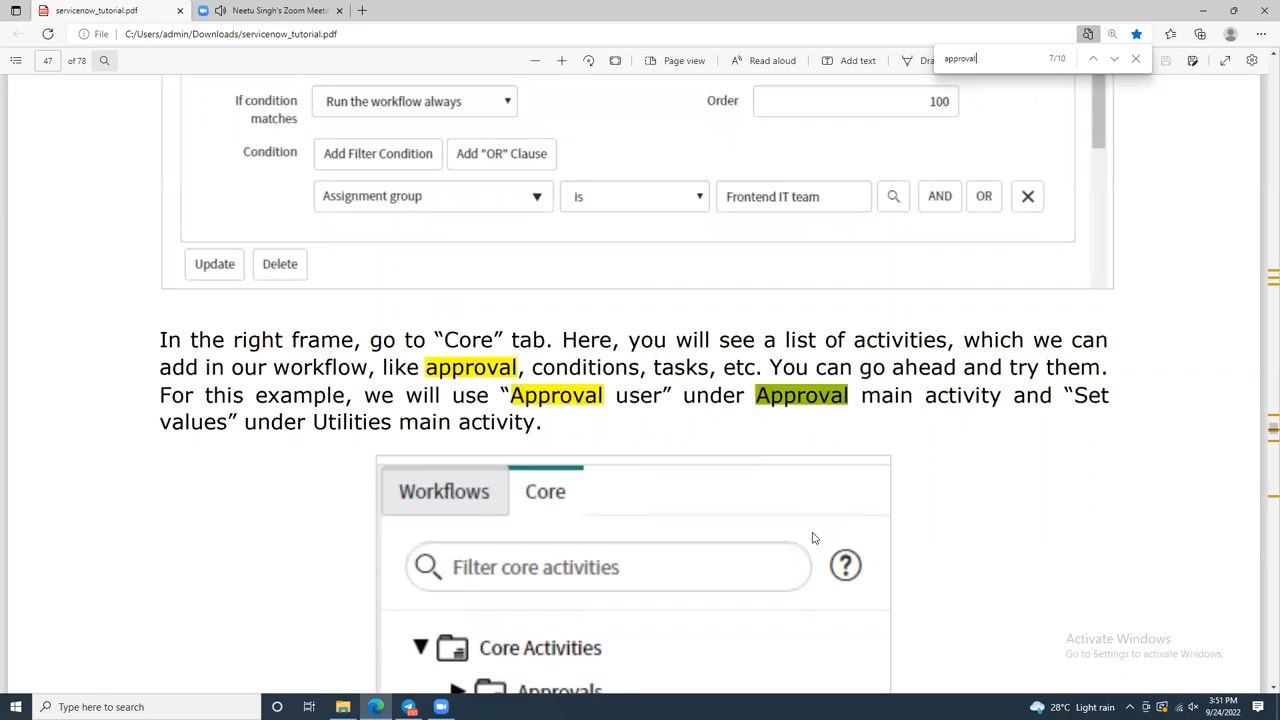 servicenow_tutorial.pdf
Neetu Singh's Zoom Meeti
File C:/Users/admin/Downloads/servicenow_tutorial.pdf
47 of 78 Page view Read aloud Add text Dra
approval 7/10
If condition matches Run the workflow always Order 100
Condition Add Filter Condition Add "OR" Clause
Assignment group is Frontend IT team AND OR
Update Delete
In the right frame, go to “Core” tab. Here, you will see a list of activities, which we can
add in our workflow, like approval, conditions, tasks, etc. You can go ahead and try them.
For this example, we will use “Approval user” under Approval main activity and “Set
values” under Utilities main activity.
Workflows Core
Filter core activities
Core Activities
Approvals
Activate Windows
Go to Settings to activate Windows.
Type here to search 28°C Light rain 3:51 PM
9/24/2022